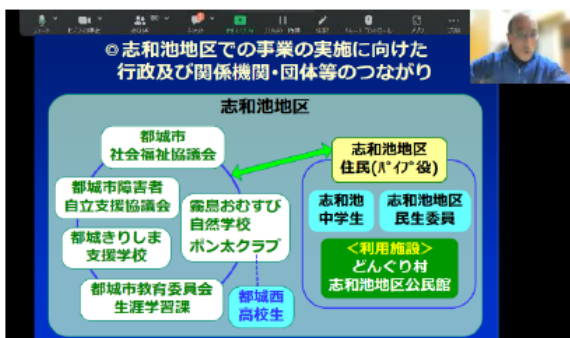 ◎志和池地区での事業の実施に向けた
行政及び関係機関・団体等のつながり
志和池地区
都城市
社会福祉協議会
都城市障害者
自立支援協議会
都城きりしま
支援学校
都城市教育委員会
生涯学習課
霧島おむすび
自然学校
ポン太クラブ
都城西
高校生
志和池地区
住民(パイプ役)
志和池
中学生
志和池地区
民生委員
＜利用施設＞
どんぐり村
志和池地区公民館